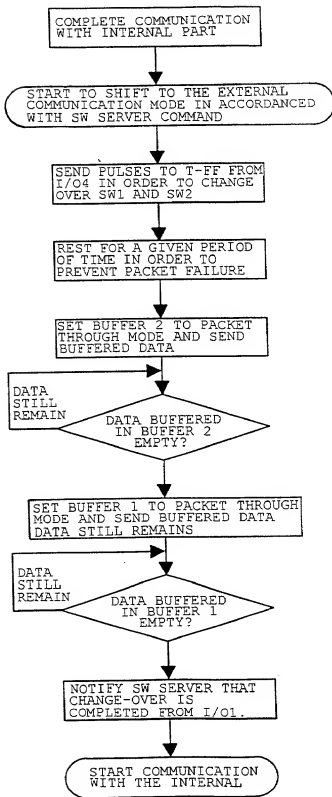 COMPLETE COMMUNICATION
WITH INTERNAL PART
START TO SHIFT TO THE EXTERNAL
COMMUNICATION MODE IN ACCORDANCED
WITH SW SERVER COMMAND
SEND PULSES TO T-FF FROM
I/O4 IN ORDER TO CHANGE
OVER SW1 AND SW2
REST FOR A GIVEN PERIOD
OF TIME IN ORDER TO
PREVENT PACKET FAILURE
SET BUFFER 2 TO PACKET
THROUGH MODE AND SEND
BUFFERED DATA
DATA
STILL
REMAIN
DATA BUFFERED
IN BUFFER 2
EMPTY?
SET BUFFER 1 TO PACKET THROUGH
MODE AND SEND BUFFERED DATA
DATA STILL REMAINS
DATA
STILL
REMAIN
DATA BUFFERED
IN BUFFER 1
EMPTY?
NOTIFY SW SERVER THAT
CHANGE-OVER IS
COMPLETED FROM I/O1.
START COMMUNICATION
WITH THE INTERNAL